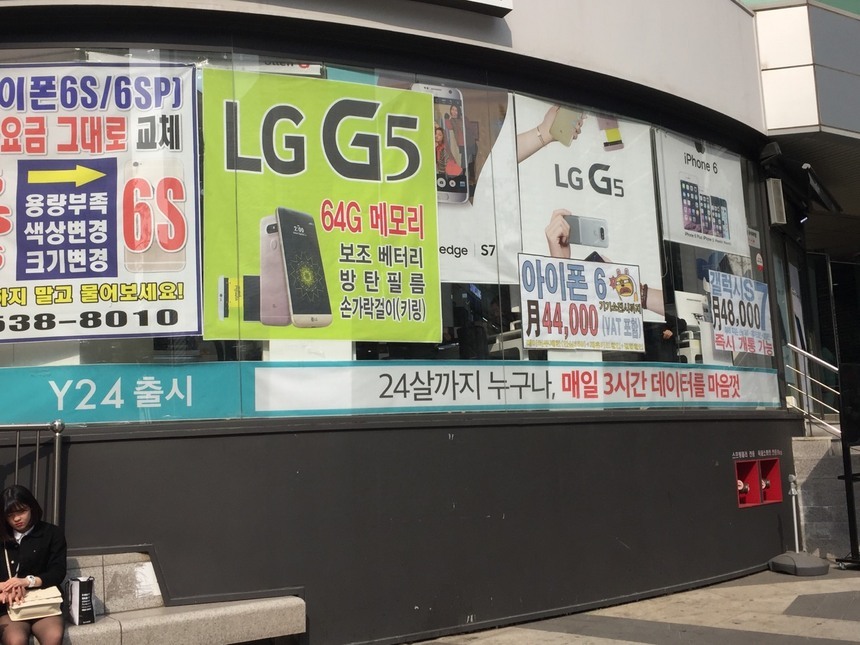 이폰6S/6SP]
요금 그대로 교체
용량부족
색상변경
크기변경
6S
까지 말고 물어보세요!
538-8010
LG G5
64G 메모리
보조 베터리
방탄필름
손가락걸이(키링)
edge S7
LG G5
아이폰 6
月44,000
(VAT 포함)
iPhone 6
갤럭시S7
月48,000
즉시 개통 가능
Y24 출시
24살까지 누구나, 매일 3시간 데이터를 마음껏